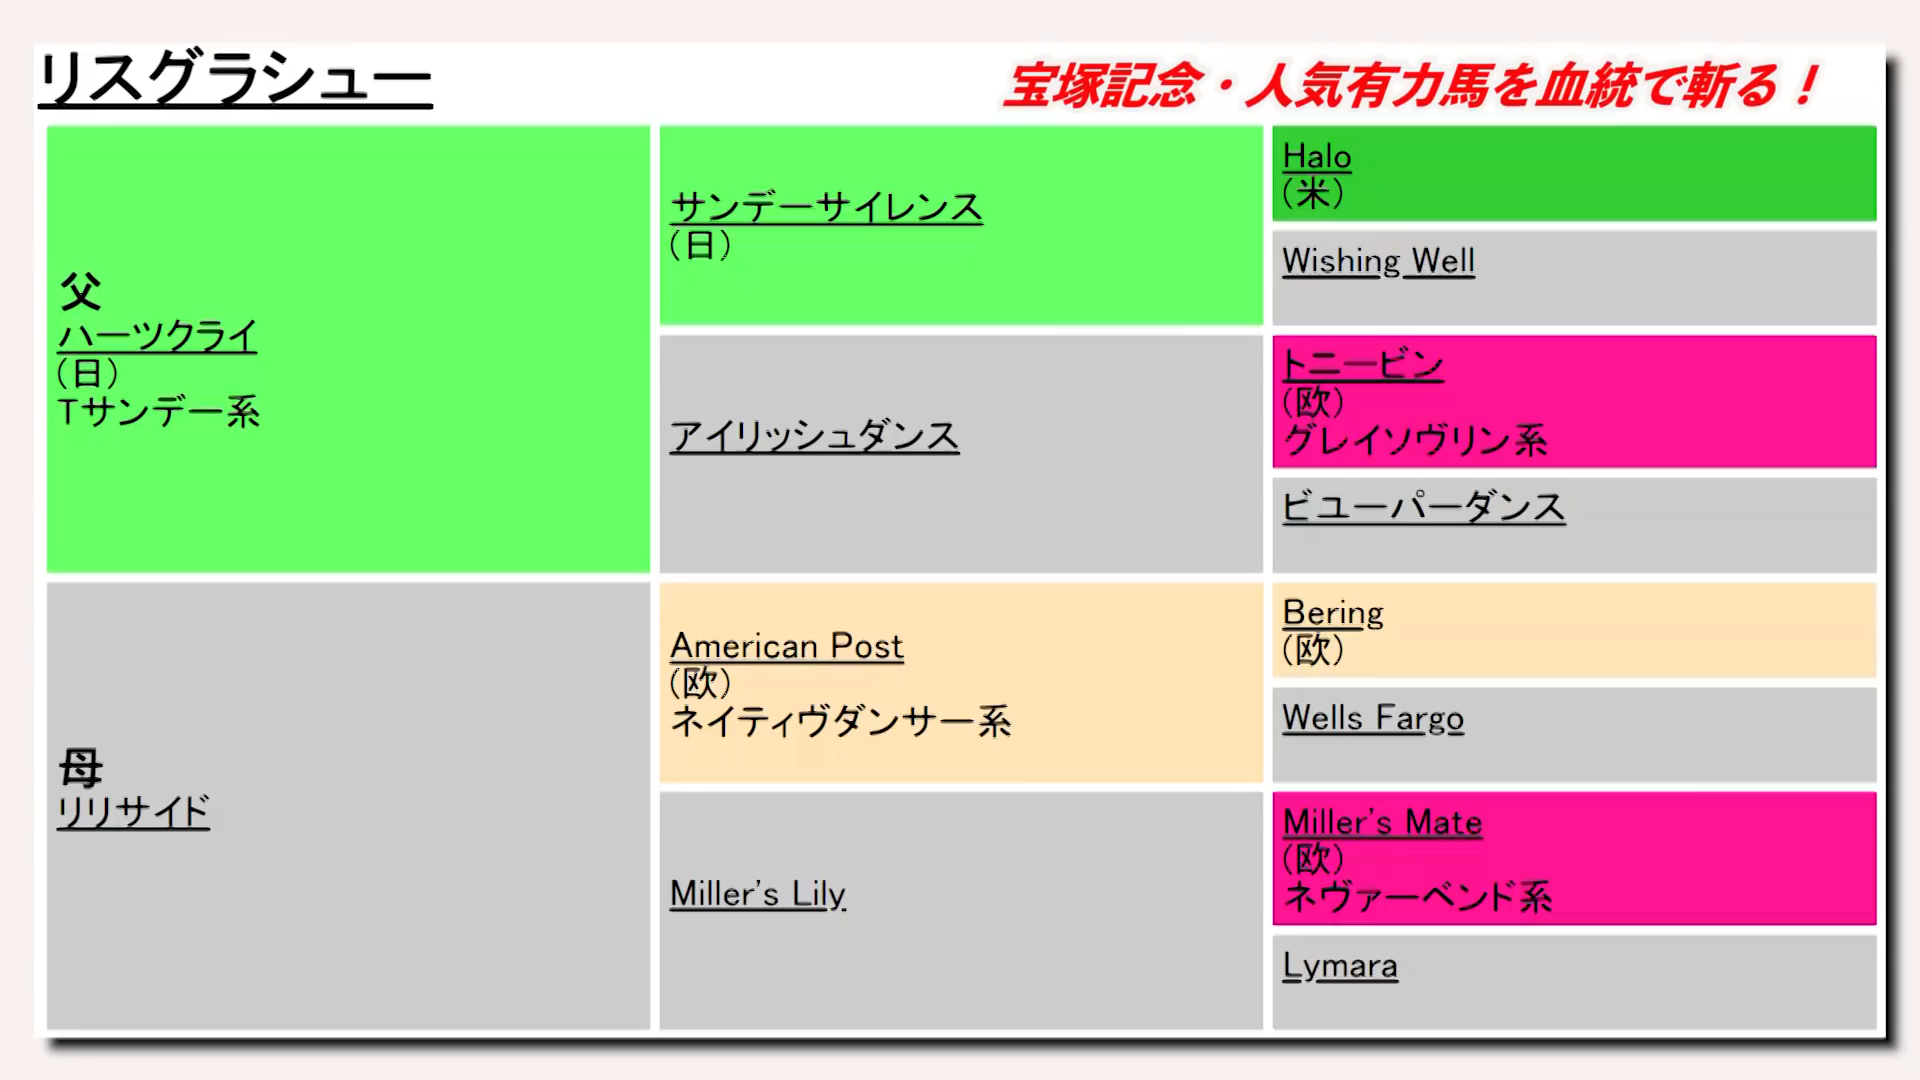 リスグラシュー
宝塚記念・人気有力馬を血統で斬る！
父
ハーツクライ
(日)
Tサンデー系
サンデーサイレンス
(日)
Halo
(米)
Wishing Well
アイリッシュダンス
トニービン
(欧)
グレイソヴリン系
ビューパーダンス
母
リリサイド
American Post
(欧)
ネイティヴダンサー系
Bering
(欧)
Wells Fargo
Miller's Lily
Miller's Mate
(欧)
ネヴァーベンド系
Lymara